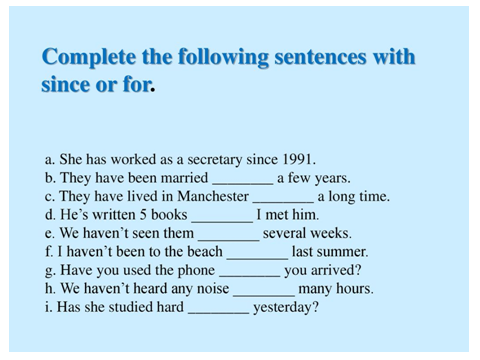 Complete the following sentences with
since or for.
a. She has worked as a secretary since 1991.
b. They have been married ________ a few years.
c. They have lived in Manchester ________ a long time.
d. He's written 5 books ________ I met him.
e. We haven't seen them ________ several weeks.
f. I haven't been to the beach ________ last summer.
g. Have you used the phone ________ you arrived?
h. We haven't heard any noise ________ many hours.
i. Has she studied hard ________ yesterday?